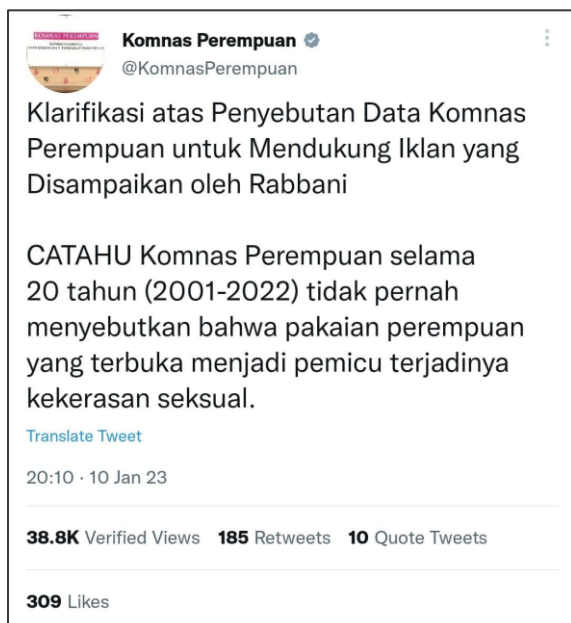 KOMNAS PEREMPUAN
Komnas Perempuan
@KomnasPerempuan
Klarifikasi atas Penyebutan Data Komnas
Perempuan untuk Mendukung Iklan yang
Disampaikan oleh Rabbani
CATAHU Komnas Perempuan selama
20 tahun (2001-2022) tidak pernah
menyebutkan bahwa pakaian perempuan
yang terbuka menjadi pemicu terjadinya
kekerasan seksual.
Translate Tweet
20:10 · 10 Jan 23
38.8K Verified Views 185 Retweets 10 Quote Tweets
309 Likes